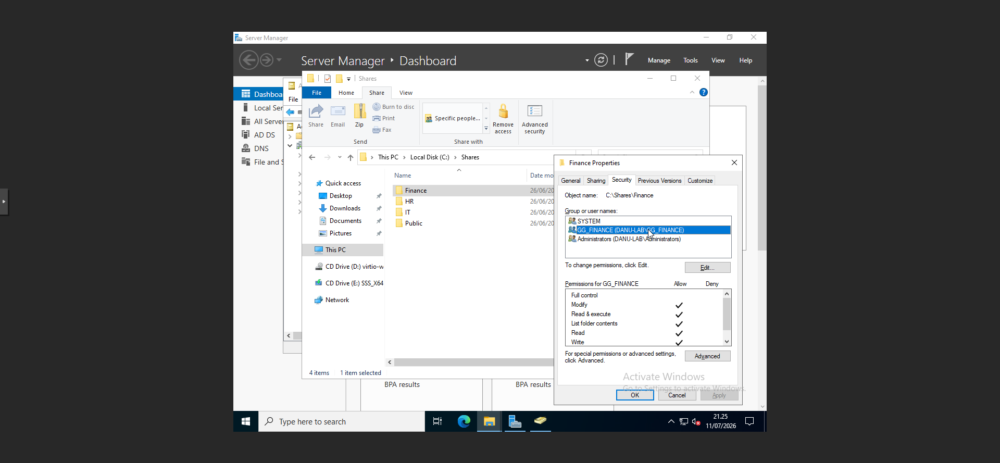 Server Manager
Server Manager Dashboard
Manage Tools View Help
Dashboa
Local Ser
All Serve
AD DS
DNS
File and S
A
File
Ac
Shares
File Home Share View
Share
Email
Zip
Burn to disc
Print
Fax
Send
Specific people...
Share with
Remove access
Advanced security
This PC Local Disk (C:) Shares
Quick access
Desktop
Downloads
Documents
Pictures
This PC
CD Drive (D:) virtio-w
CD Drive (E:) SSS_X64
Network
Name Date mo
Finance 26/06/20
HR 26/06/20
IT 26/06/20
Public 26/06/20
4 items 1 item selected
BPA results
BPA results
Finance Properties
General Sharing Security Previous Versions Customize
Object name: C:\Shares\Finance
Group or user names:
SYSTEM
GG_FINANCE (DANU-LAB\GG_FINANCE)
Administrators (DANU-LAB\Administrators)
To change permissions, click Edit.
Edit...
Permissions for GG_FINANCE Allow Deny
Full control
Modify
Read & execute
List folder contents
Read
Write
For special permissions or advanced settings,
click Advanced.
Advanced
Activate Windows
Go to Settings to activate Windows.
OK Cancel Apply
Type here to search
21.25
11/07/2026